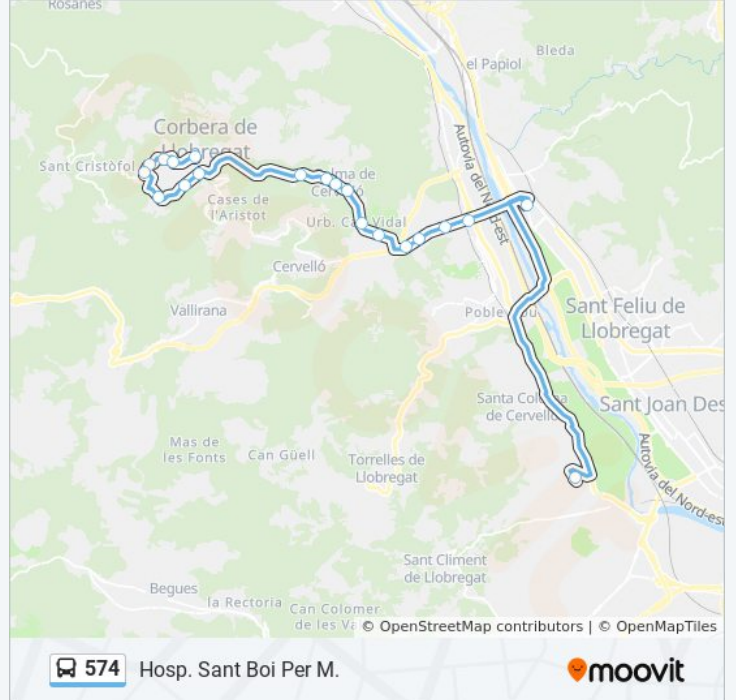 Rosanes
Bleda
el Papiol
Corbera de
Llobregat
Autovia del Nord-est
Sant Cristòfol
Cases de
l'Aristot
Urb. Can Vidal
Cervelló
Vallirana
Sant Feliu de
Llobregat
Santa Coloma
de Cervelló
Sant Joan Des
Mas de
les Fonts
Can Güell
Torrelles de
Llobregat
Autovia del Nord-est
Sant Climent
de Llobregat
Begues
la Rectoria
Can Colomer
de les Va
© OpenStreetMap contributors | © OpenMapTiles
574 Hosp. Sant Boi Per M.
moovit